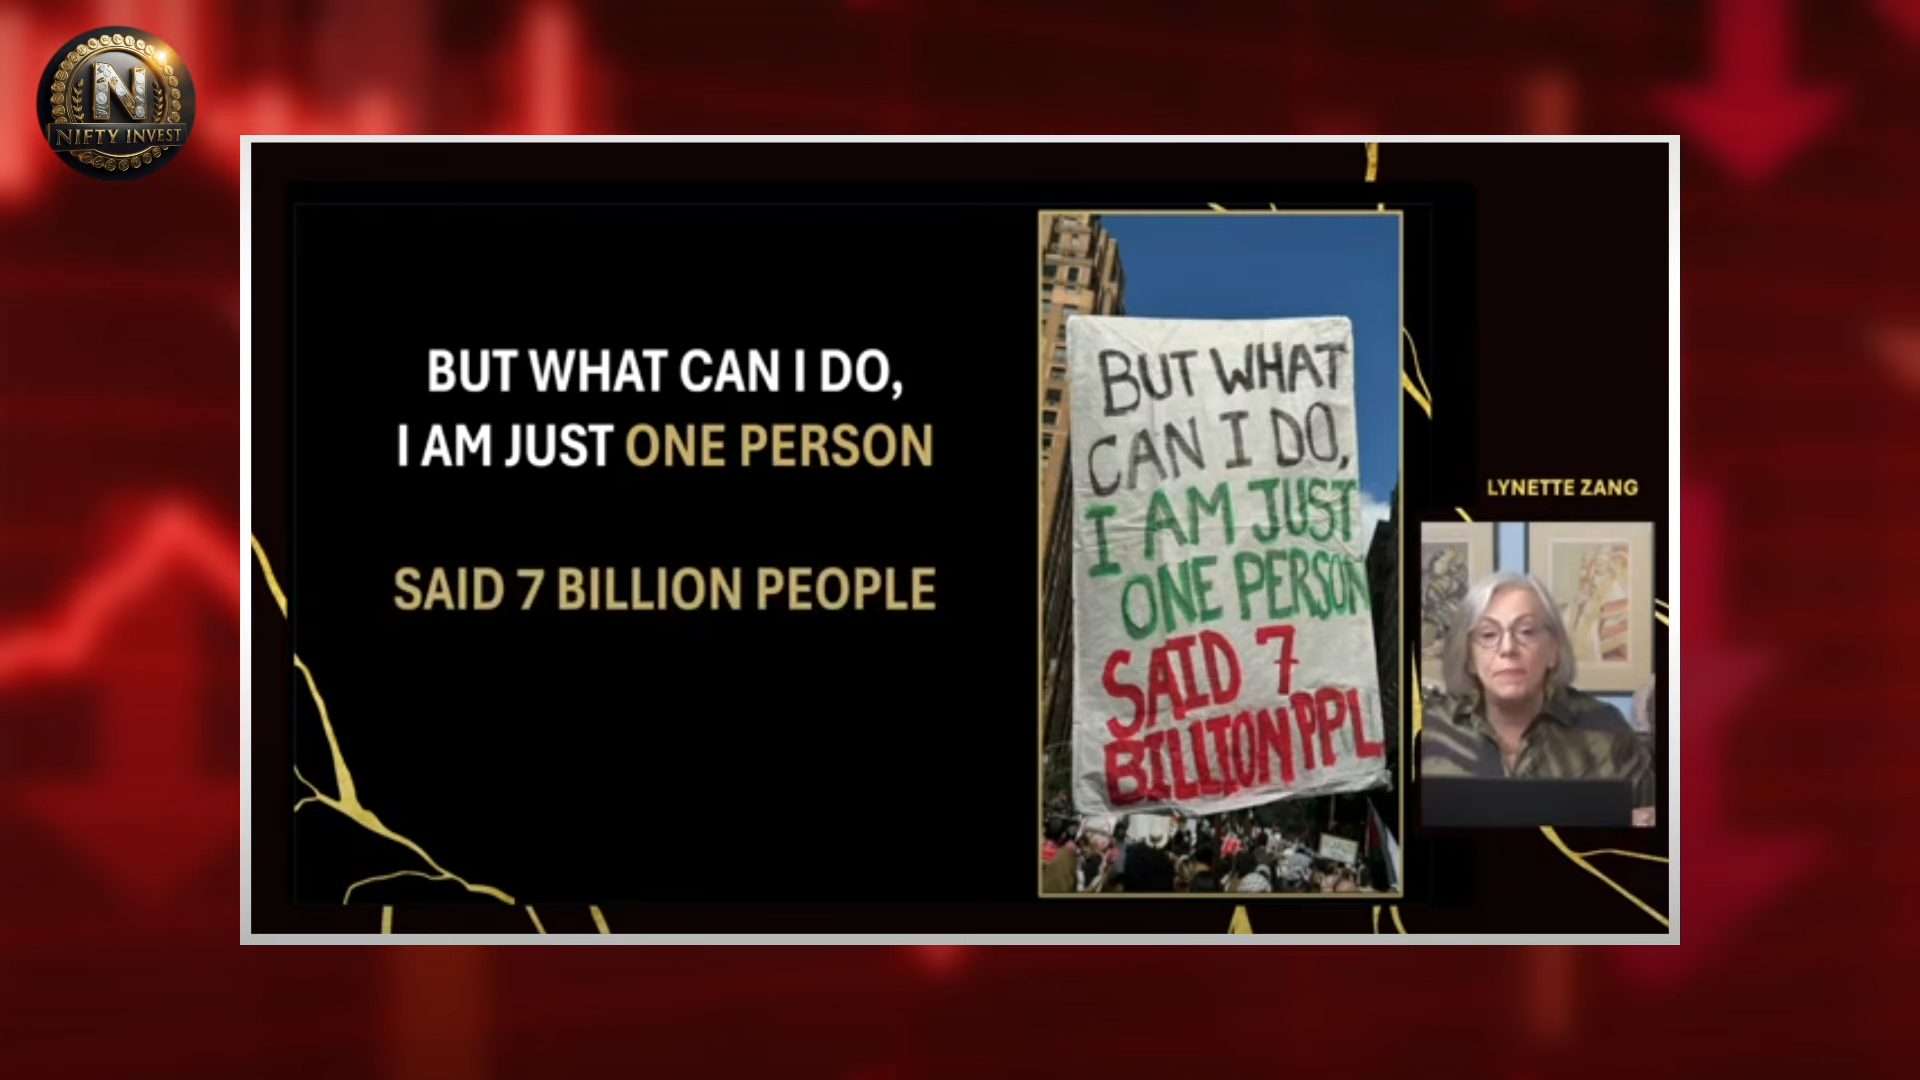 N
NIFTY INVEST
BUT WHAT CAN I DO,
I AM JUST ONE PERSON
SAID 7 BILLION PEOPLE
BUT WHAT
CAN I DO,
I AM JUST
ONE PERSON
SAID 7
BILLION PPL
LYNETTE ZANG